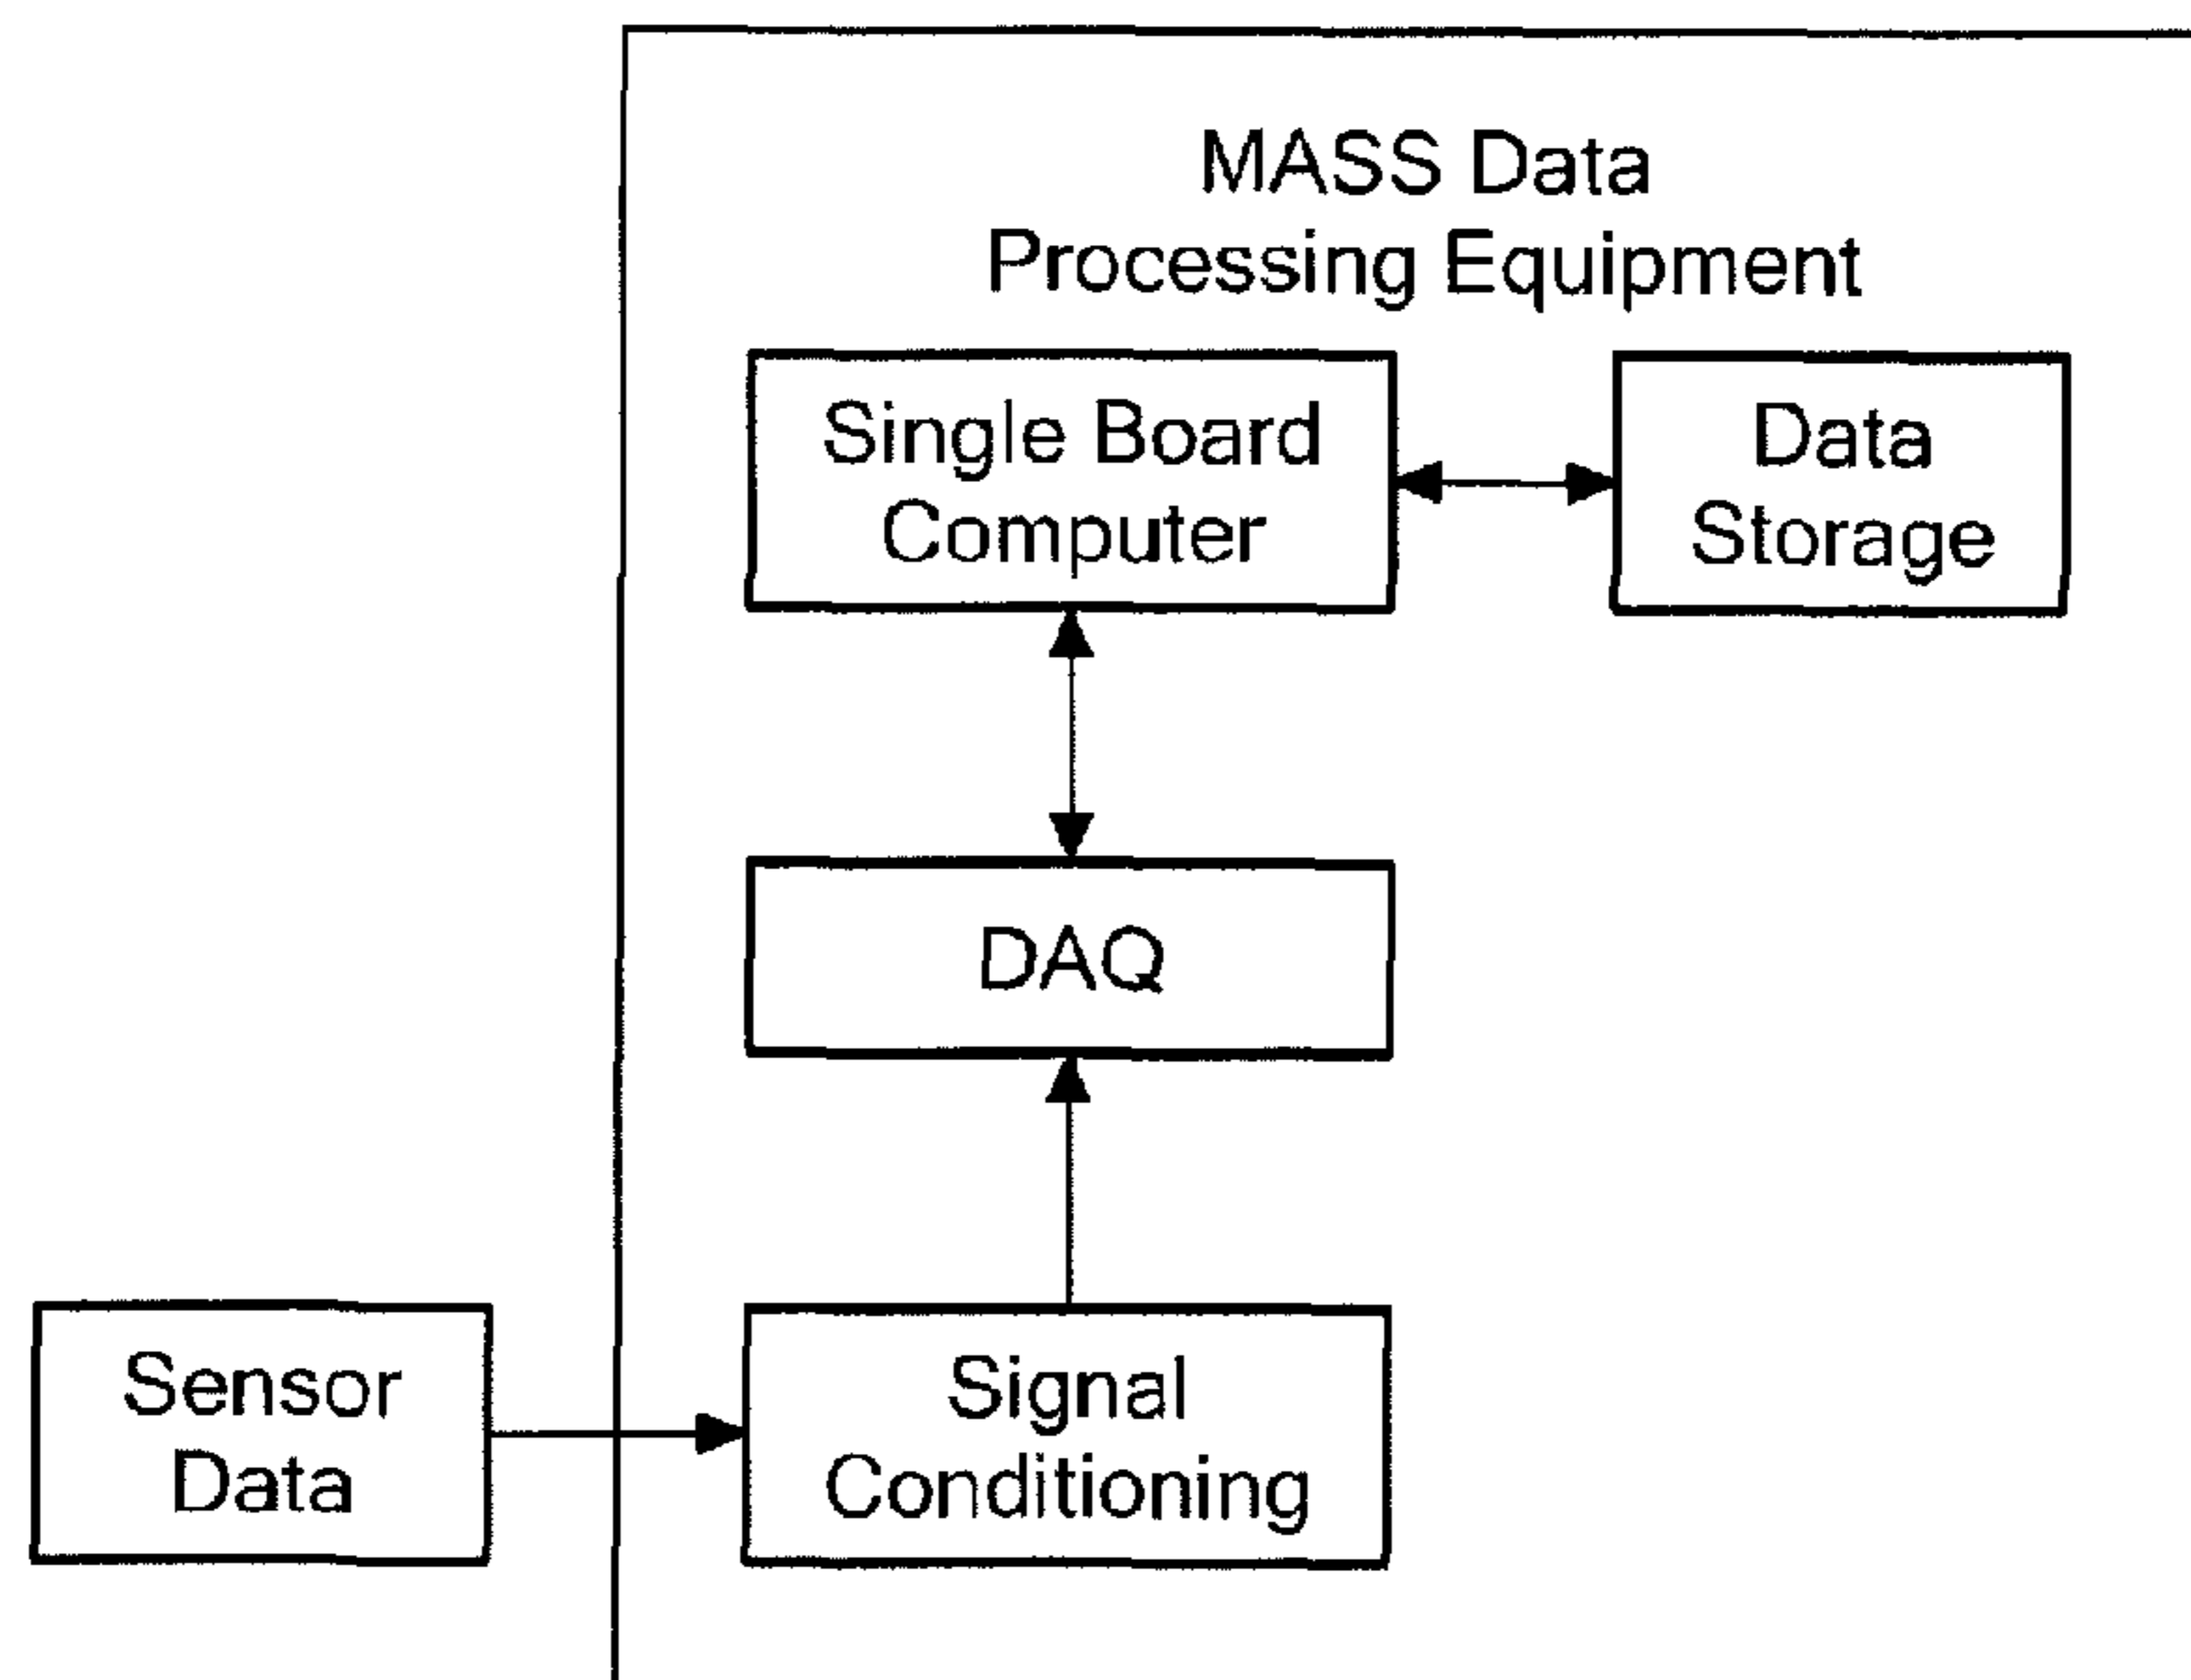 MASS Data
Processing Equipment
Single Board
Computer
Data
Storage
DAQ
Sensor
Data
Signal
Conditioning